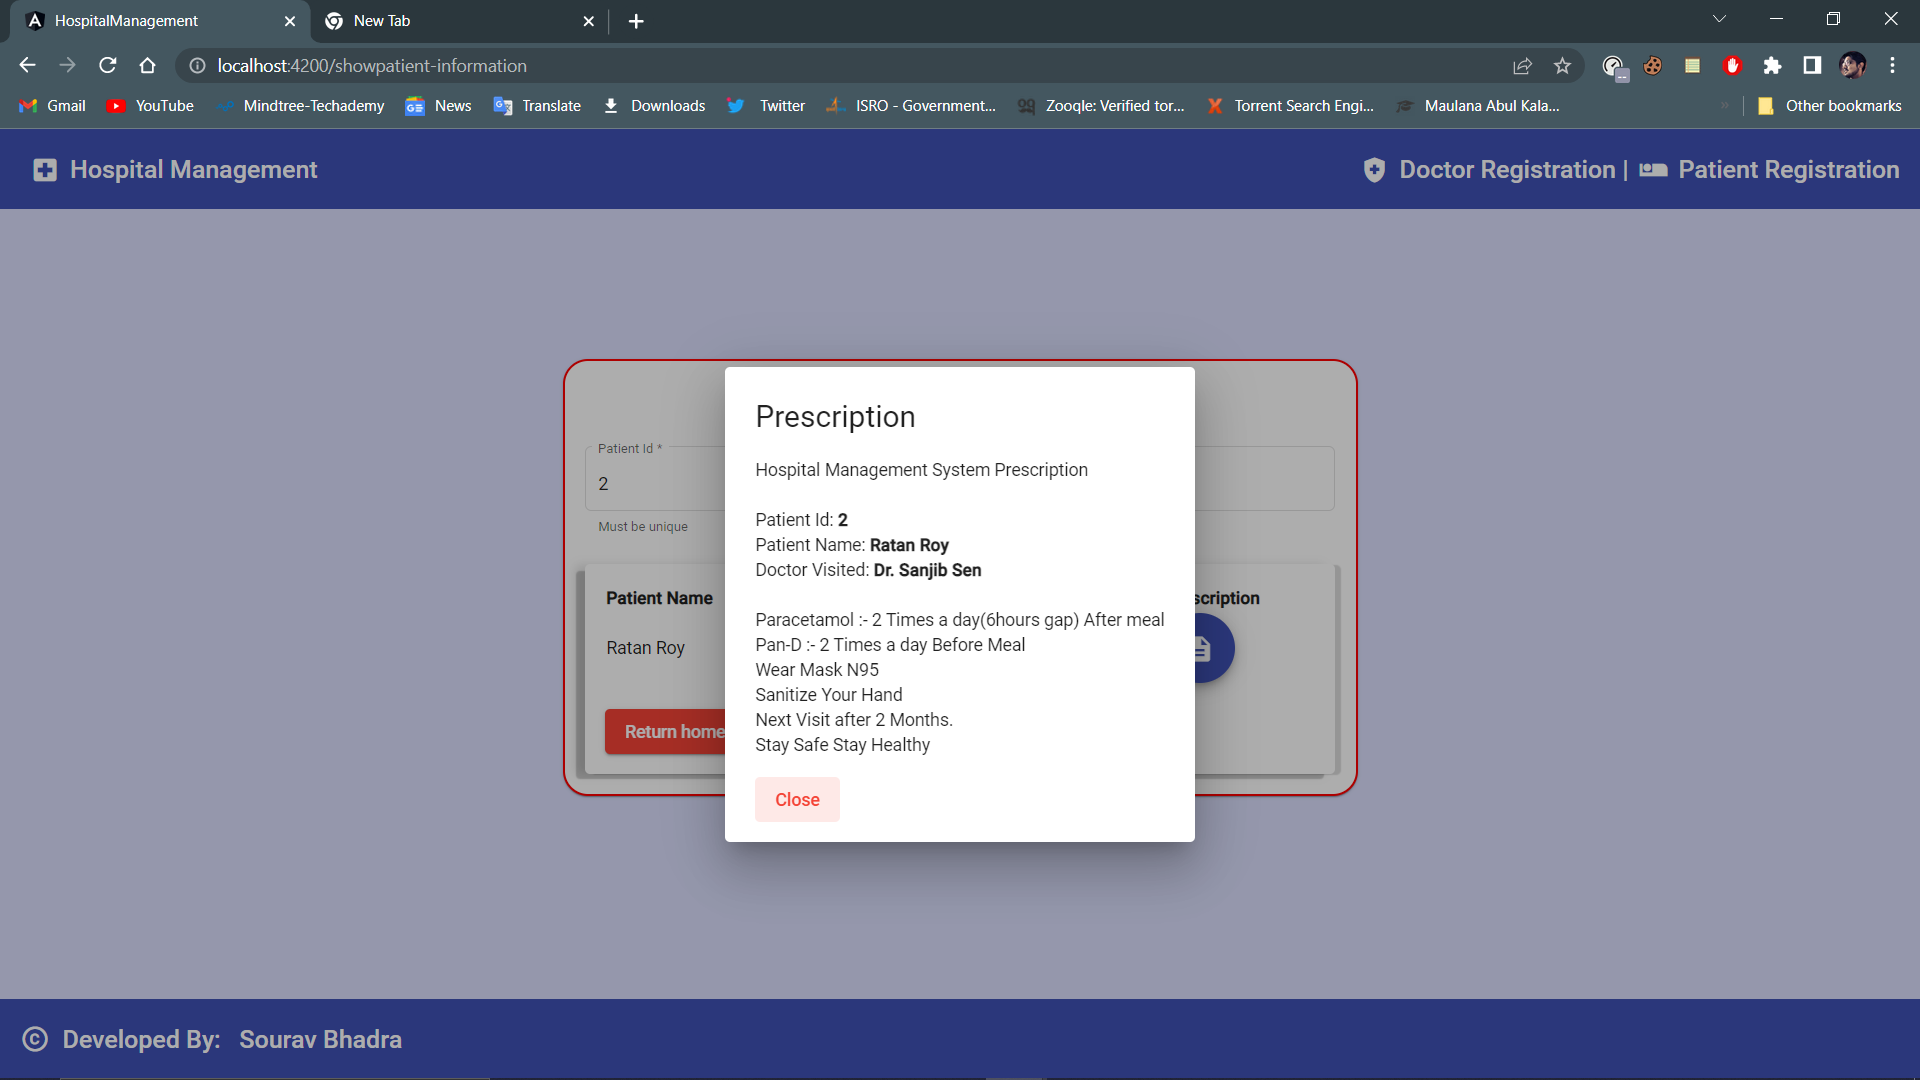 HospitalManagement
New Tab
localhost:4200/showpatient-information
Gmail
YouTube
Mindtree-Techademy
News
Translate
Downloads
Twitter
ISRO - Government...
Zooqle: Verified tor...
Torrent Search Engi...
Maulana Abul Kala...
Other bookmarks
Hospital Management
Doctor Registration |
Patient Registration
Patient Id *
2
Must be unique
Patient Name
scription
Ratan Roy
Return home
Prescription
Hospital Management System Prescription
Patient Id: 2
Patient Name: Ratan Roy
Doctor Visited: Dr. Sanjib Sen
Paracetamol :- 2 Times a day(6hours gap) After meal
Pan-D :- 2 Times a day Before Meal
Wear Mask N95
Sanitize Your Hand
Next Visit after 2 Months.
Stay Safe Stay Healthy
Close
© Developed By: Sourav Bhadra